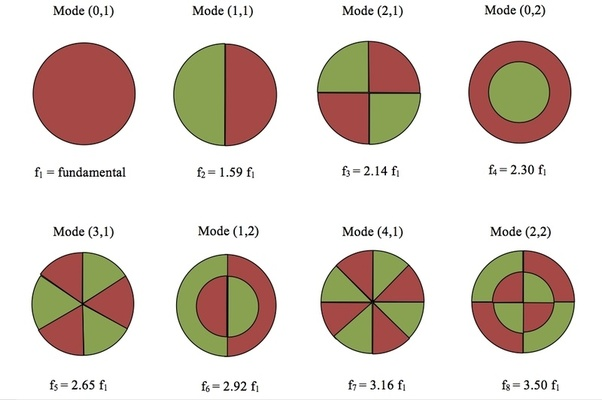 Mode (0,1)
Mode (1,1)
Mode (2,1)
Mode (0,2)
f₁ = fundamental
f₂ = 1.59 f₁
f₃ = 2.14 f₁
f₄ = 2.30 f₁
Mode (3,1)
Mode (1,2)
Mode (4,1)
Mode (2,2)
f₅ = 2.65 f₁
f₆ = 2.92 f₁
f₇ = 3.16 f₁
f₈ = 3.50 f₁